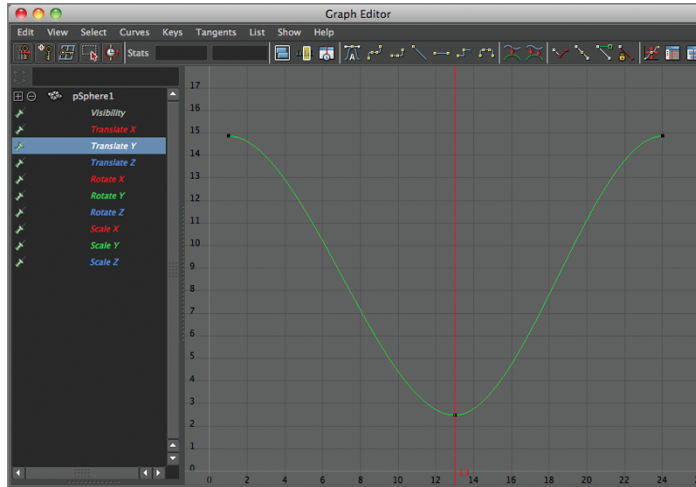 Graph Editor
Edit View Select Curves Keys Tangents List Show Help
Stats
pSphere1
Visibility
Translate X
Translate Y
Translate Z
Rotate X
Rotate Y
Rotate Z
Scale X
Scale Y
Scale Z
17
16
15
14
13
12
11
10
9
8
7
6
5
4
3
2
1
0
0 2 4 6 8 10 12 14 16 18 20 22 24